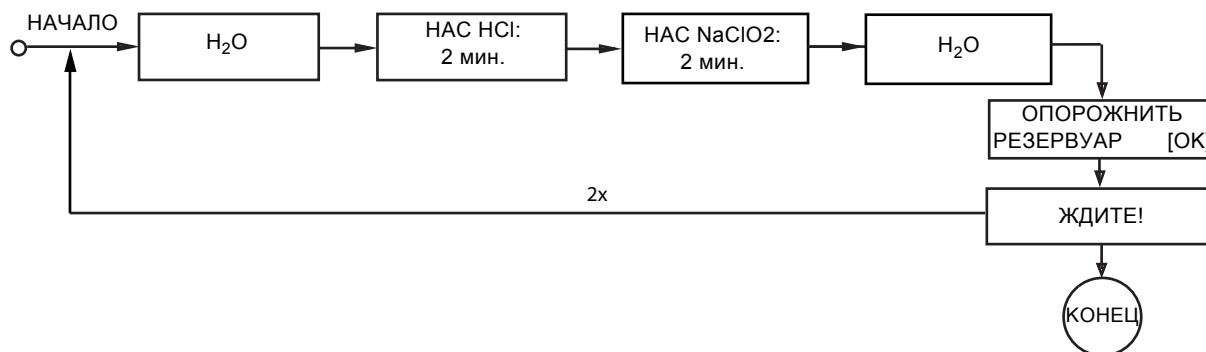 НАЧАЛО
H₂O
НАС HCl:
2 мин.
НАС NaClO2:
2 мин.
H₂O
ОПОРОЖНИТЬ
РЕЗЕРВУАР [OK]
2x
ЖДИТЕ!
КОНЕЦ